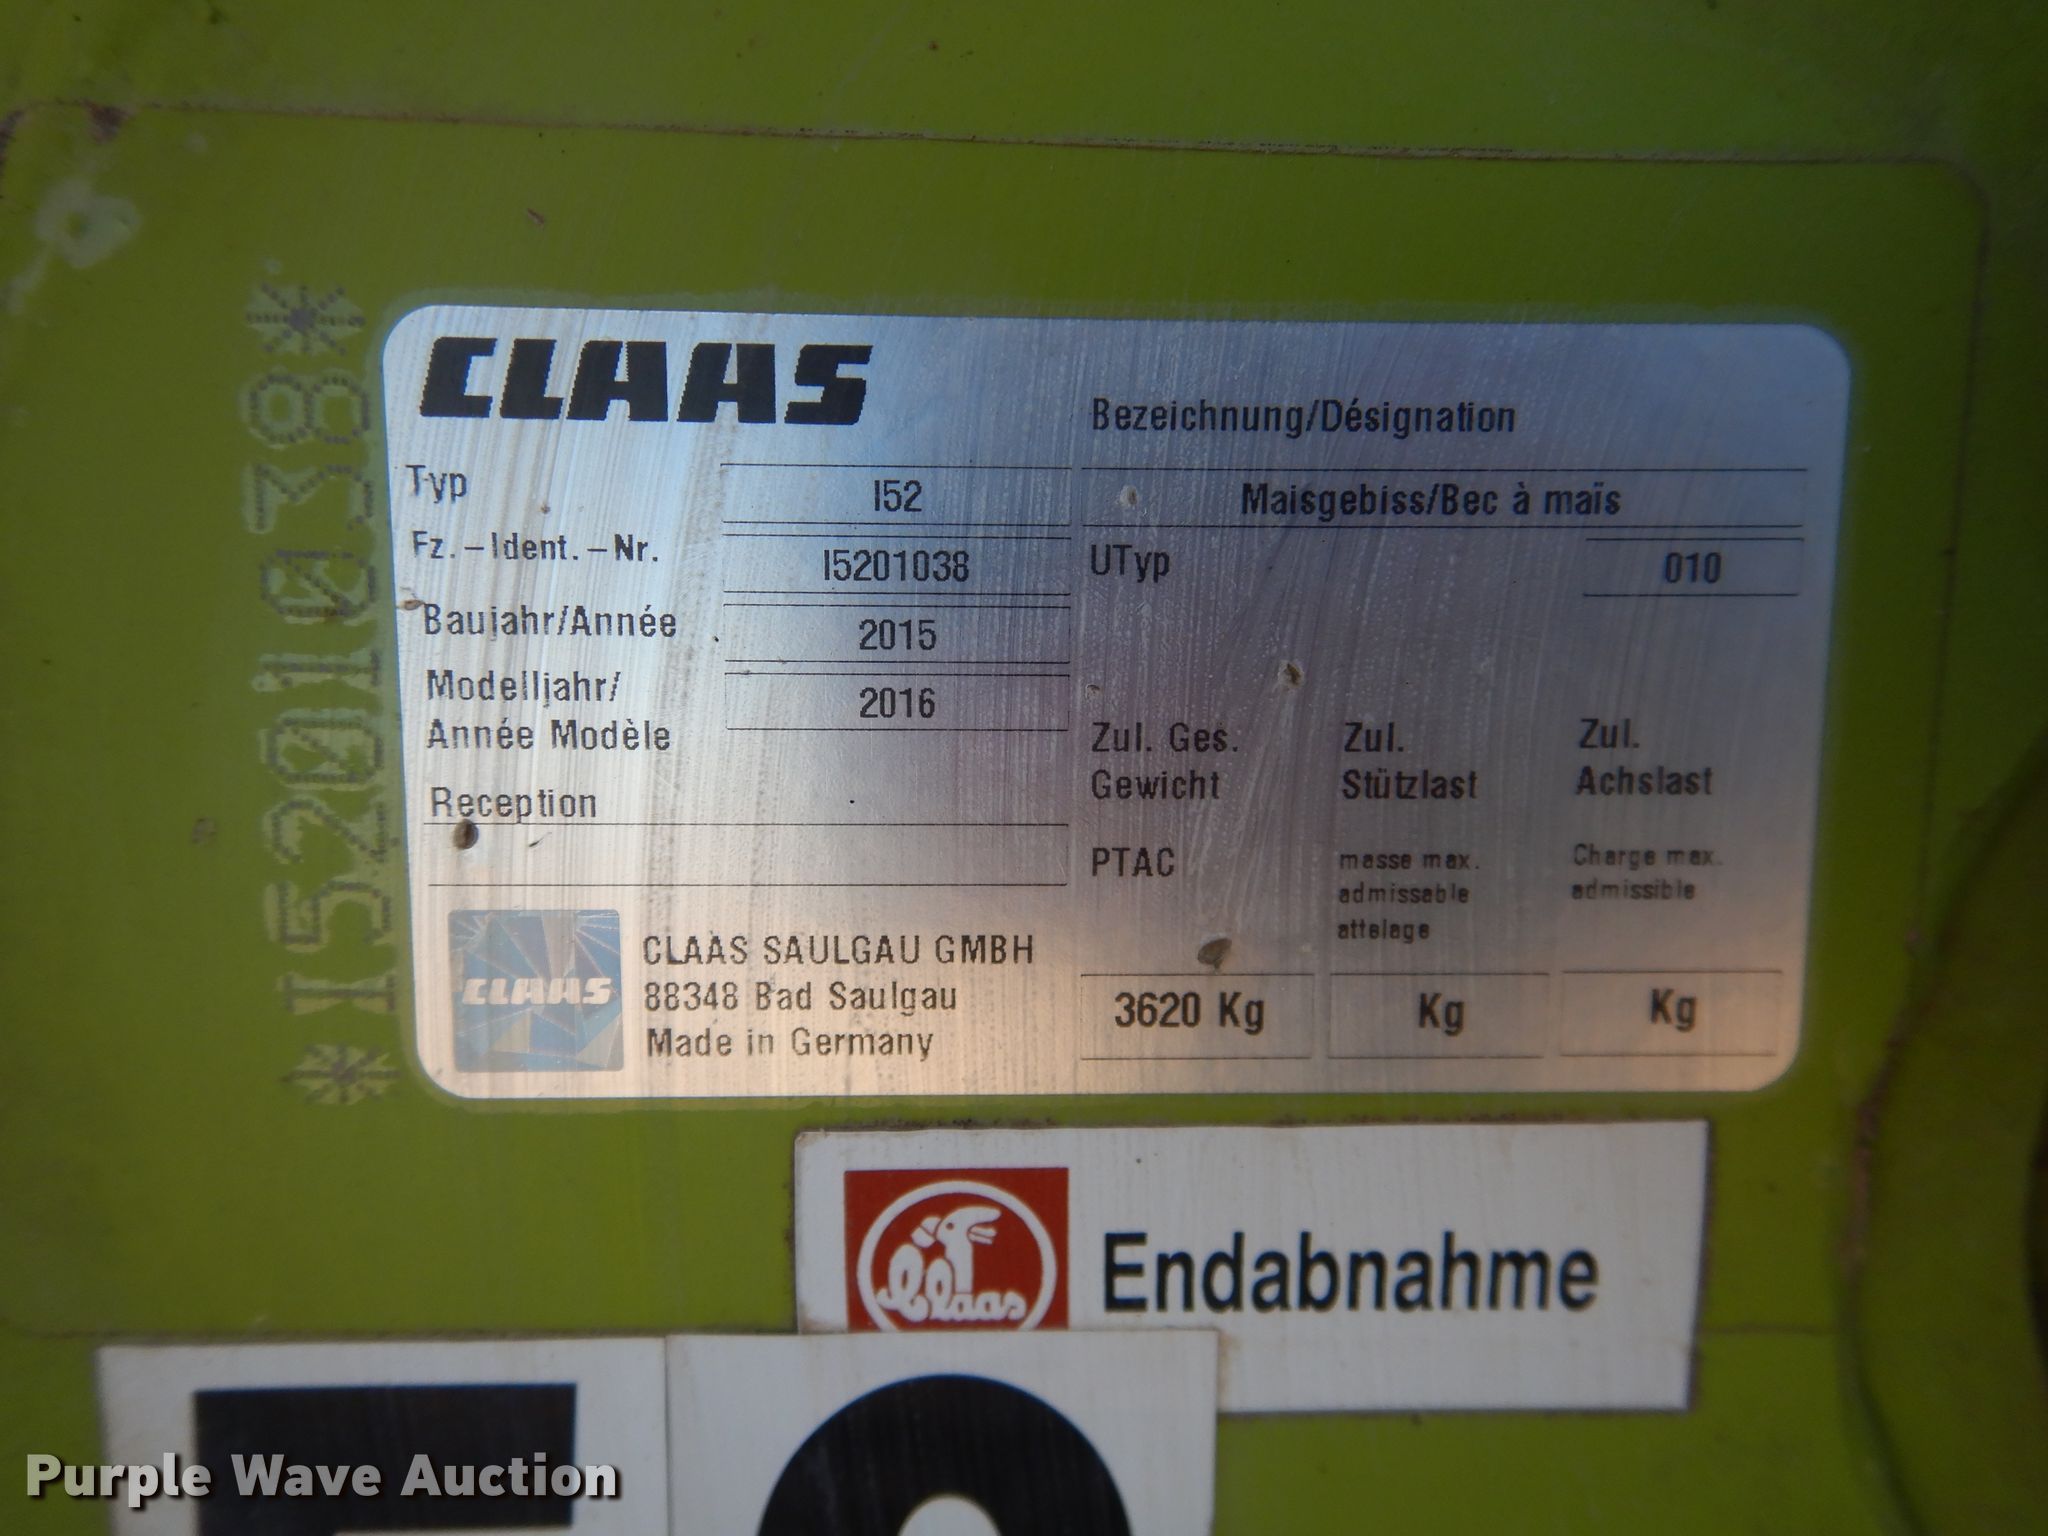 *I5201038*
CLAAS
Bezeichnung/Désignation
Typ I52 Maisgebiss/Bec à maïs
Fz.-Ident.-Nr. I5201038 UTyp 010
Baujahr/Année 2015
Modelljahr/ 2016
Année Modèle
Reception
Zul. Ges. Zul. Zul.
Gewicht Stützlast Achslast
PTAC masse max. Charge max.
admissable admissible
attelage
3620 Kg Kg Kg
CLAAS
CLAAS SAULGAU GMBH
88348 Bad Saulgau
Made in Germany
Claas
Endabnahme
Purple Wave Auction